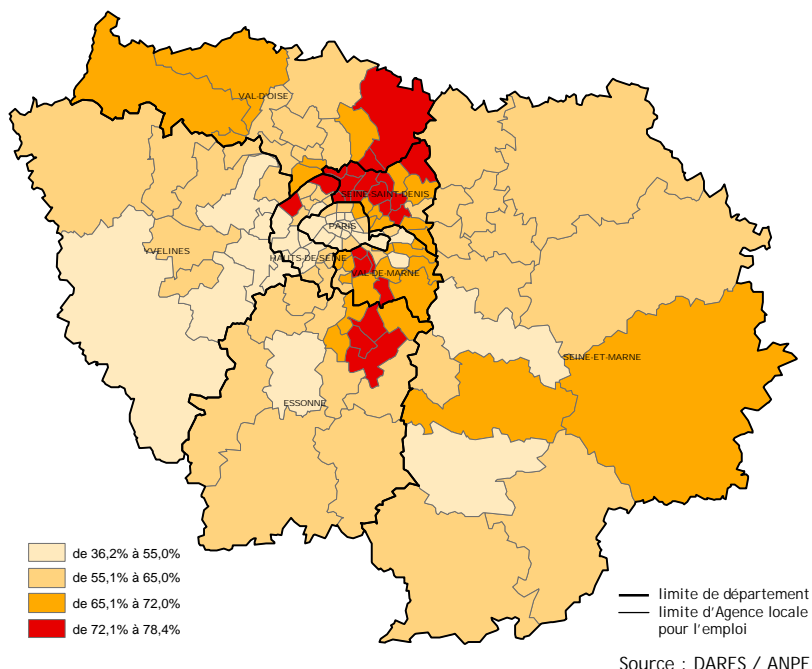 VAL-D'OISE
SEINE-SAINT-DENIS
PARIS
YVELINES
HAUTS-DE-SEINE
VAL-DE-MARNE
SEINE-ET-MARNE
ESSONNE
de 36,2% à 55,0%
de 55,1% à 65,0%
de 65,1% à 72,0%
de 72,1% à 78,4%
limite de département
limite d'Agence locale
pour l'emploi
Source : DARES / ANPE